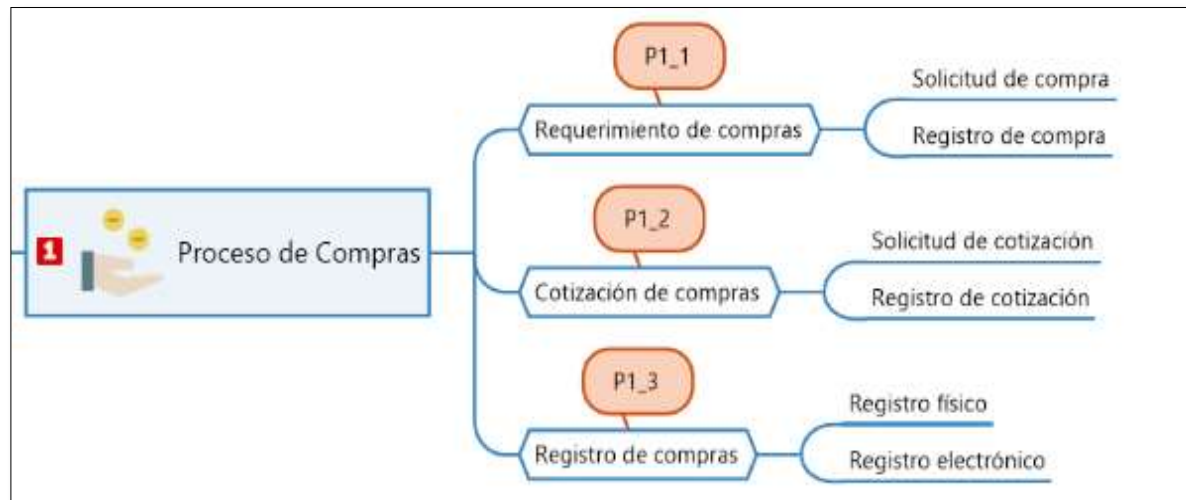 1
Proceso de Compras
P1_1
Requerimiento de compras
Solicitud de compra
Registro de compra
P1_2
Cotización de compras
Solicitud de cotización
Registro de cotización
P1_3
Registro de compras
Registro físico
Registro electrónico